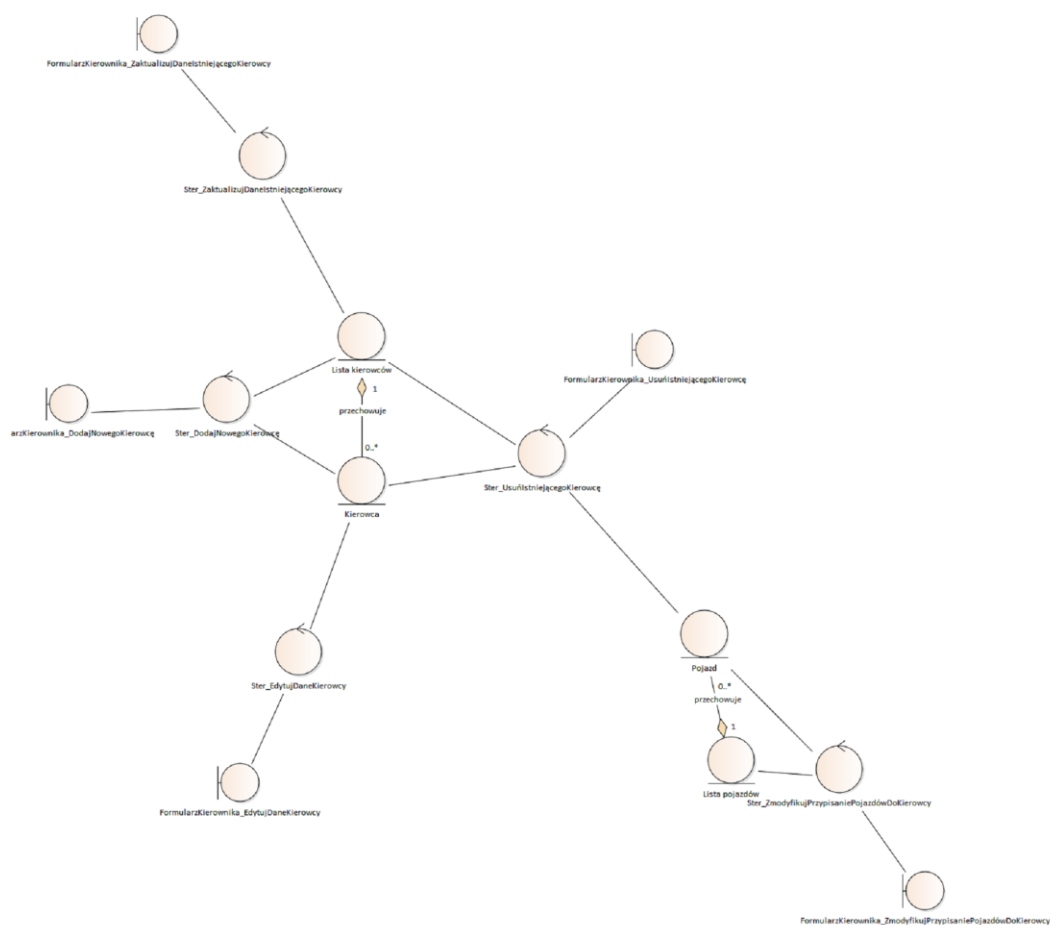 FormularzKierownika_ZaktualizujDaneIstniejącegoKierowcy
Ster_ZaktualizujDaneIstniejącegoKierowcy
Lista kierowców
1
przechowuje
0..*
FormularzKierownika_UsuńIstniejącegoKierowcę
arzKierownika_DodajNowegoKierowcę
Ster_DodajNowegoKierowcę
Kierowca
Ster_UsuńIstniejącegoKierowcę
Pojazd
0..*
przechowuje
1
Ster_EdytujDaneKierowcy
Lista pojazdów
Ster_ZmodyfikujPrzypisaniePojazdówDoKierowcy
FormularzKierownika_EdytujDaneKierowcy
FormularzKierownika_ZmodyfikujPrzypisaniePojazdówDoKierowcy